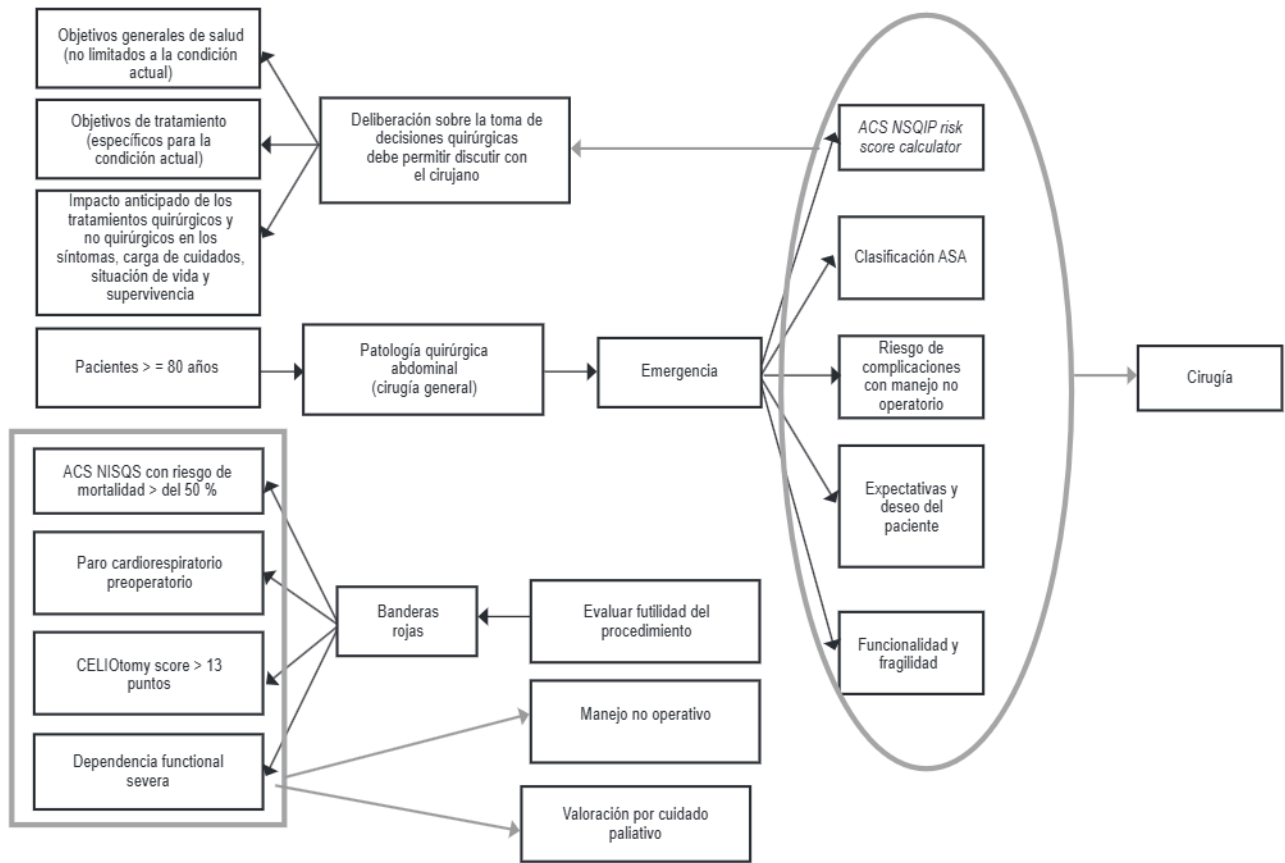 Objetivos generales de salud
(no limitados a la condición
actual)
Objetivos de tratamiento
(específicos para la
condición actual)
Impacto anticipado de los
tratamientos quirúrgicos y
no quirúrgicos en los
síntomas, carga de cuidados,
situación de vida y
supervivencia
Deliberación sobre la toma de
decisiones quirúrgicas
debe permitir discutir con
el cirujano
ACS NSQIP risk
score calculator
Clasificación ASA
Riesgo de
complicaciones
con manejo no
operatorio
Expectativas y
deseo del
paciente
Funcionalidad y
fragilidad
Pacientes > = 80 años
Patología quirúrgica
abdominal
(cirugía general)
Emergencia
Cirugía
ACS NISQS con riesgo de
mortalidad > del 50 %
Paro cardiorespiratorio
preoperatorio
CELIOtomy score > 13
puntos
Dependencia functional
severa
Banderas
rojas
Evaluar futilidad del
procedimiento
Manejo no operativo
Valoración por cuidado
paliativo